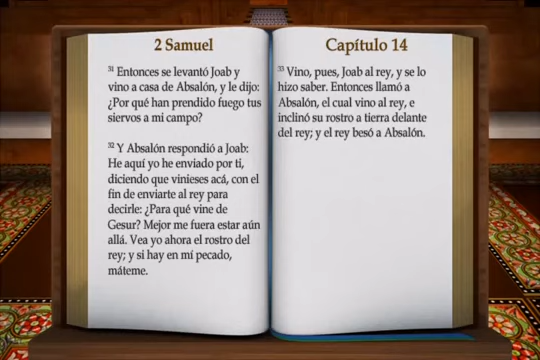 2 Samuel
31 Entonces se levantó Joab y
vino a casa de Absalón, y le dijo:
¿Por qué han prendido fuego tus
siervos a mi campo?
32 Y Absalón respondió a Joab:
He aquí yo he enviado por ti,
diciendo que vinieses acá, con el
fin de enviarte al rey para
decirle: ¿Para qué vine de
Gesur? Mejor me fuera estar aún
allá. Vea yo ahora el rostro del
rey; y si hay en mí pecado,
máteme.
Capítulo 14
33 Vino, pues, Joab al rey, y se lo
hizo saber. Entonces llamó a
Absalón, el cual vino al rey, e
inclinó su rostro a tierra delante
del rey; y el rey besó a Absalón.